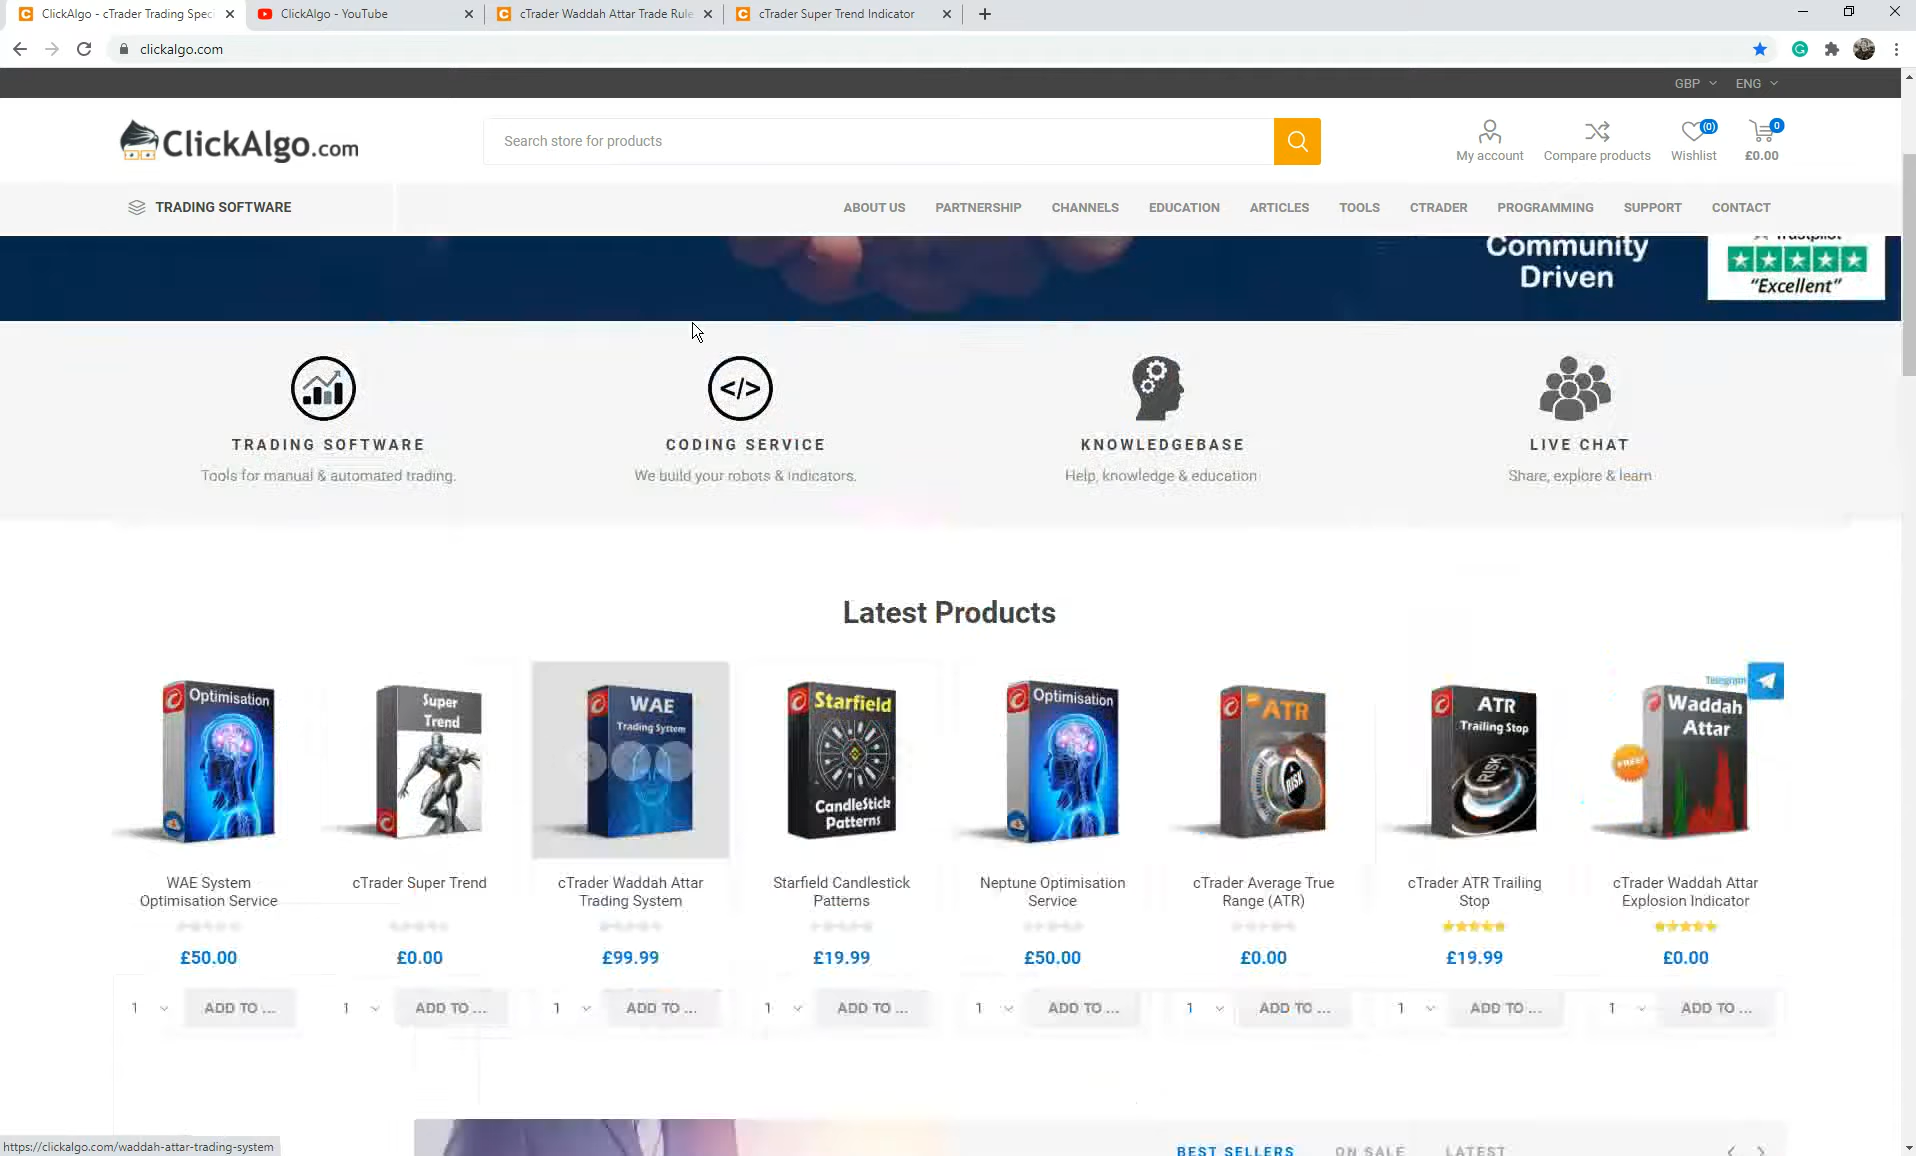 ClickAlgo - cTrader Trading Spec
ClickAlgo - YouTube
cTrader Waddah Attar Trade Rule
cTrader Super Trend Indicator
clickalgo.com
GBP
ENG
ClickAlgo.com
Search store for products
My account
Compare products
(0)
Wishlist
0
£0.00
TRADING SOFTWARE
ABOUT US
PARTNERSHIP
CHANNELS
EDUCATION
ARTICLES
TOOLS
CTRADER
PROGRAMMING
SUPPORT
CONTACT
Community
Driven
Trustpilot
"Excellent"
TRADING SOFTWARE
Tools for manual & automated trading.
</>
CODING SERVICE
We build your robots & indicators.
KNOWLEDGEBASE
Help, knowledge & education
LIVE CHAT
Share, explore & learn
Latest Products
Optimisation
WAE System
Optimisation Service
£50.00
1
ADD TO ...
Super
Trend
cTrader Super Trend
£0.00
1
ADD TO ...
WAE
Trading System
cTrader Waddah Attar
Trading System
£99.99
1
ADD TO ...
Starfield
CandleStick
Patterns
Starfield Candlestick
Patterns
£19.99
1
ADD TO ...
Optimisation
Neptune Optimisation
Service
£50.00
1
ADD TO ...
ATR
RISK
cTrader Average True
Range (ATR)
£0.00
1
ADD TO ...
ATR
Trailing Stop
RISK
cTrader ATR Trailing
Stop
£19.99
1
ADD TO ...
Telegram
Waddah
Attar
FREE!
cTrader Waddah Attar
Explosion Indicator
£0.00
1
ADD TO ...
BEST SELLERS
ON SALE
LATEST
https://clickalgo.com/waddah-attar-trading-system